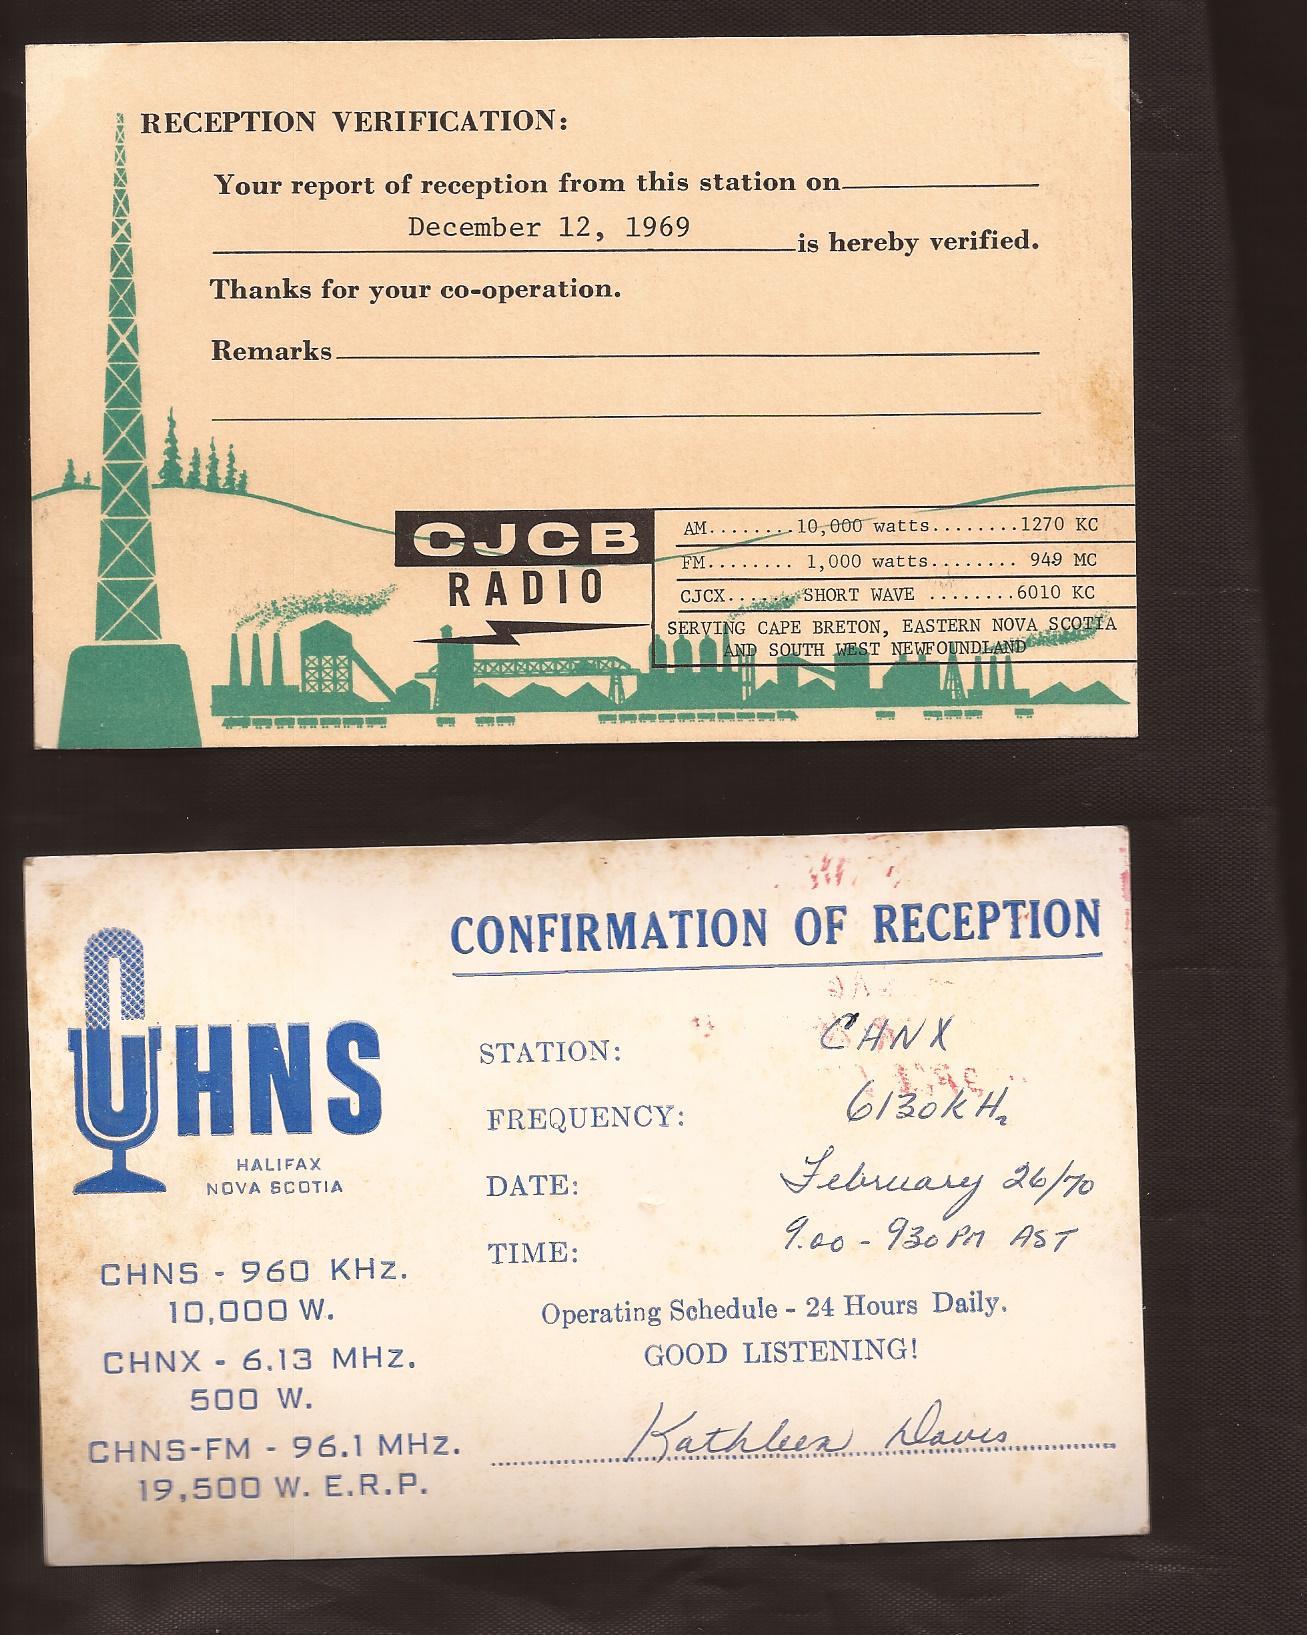 RECEPTION VERIFICATION:
Your report of reception from this station on
December 12, 1969 is hereby verified.
Thanks for your co-operation.
Remarks
CJCB
RADIO
AM........10,000 watts........1270 KC
FM........ 1,000 watts........ 949 MC
CJCX...... SHORT WAVE ........6010 KC
SERVING CAPE BRETON, EASTERN NOVA SCOTIA
AND SOUTH WEST NEWFOUNDLAND
CONFIRMATION OF RECEPTION
CHNS
HALIFAX
NOVA SCOTIA
CHNS - 960 KHz.
10,000 W.
CHNX - 6.13 MHz.
500 W.
CHNS-FM - 96.1 MHz.
19,500 W. E.R.P.
STATION: CHNX
FREQUENCY: 6130KHz
DATE: February 26/70
TIME: 9.00 - 930 PM AST
Operating Schedule - 24 Hours Daily.
GOOD LISTENING!
Kathleen Davis